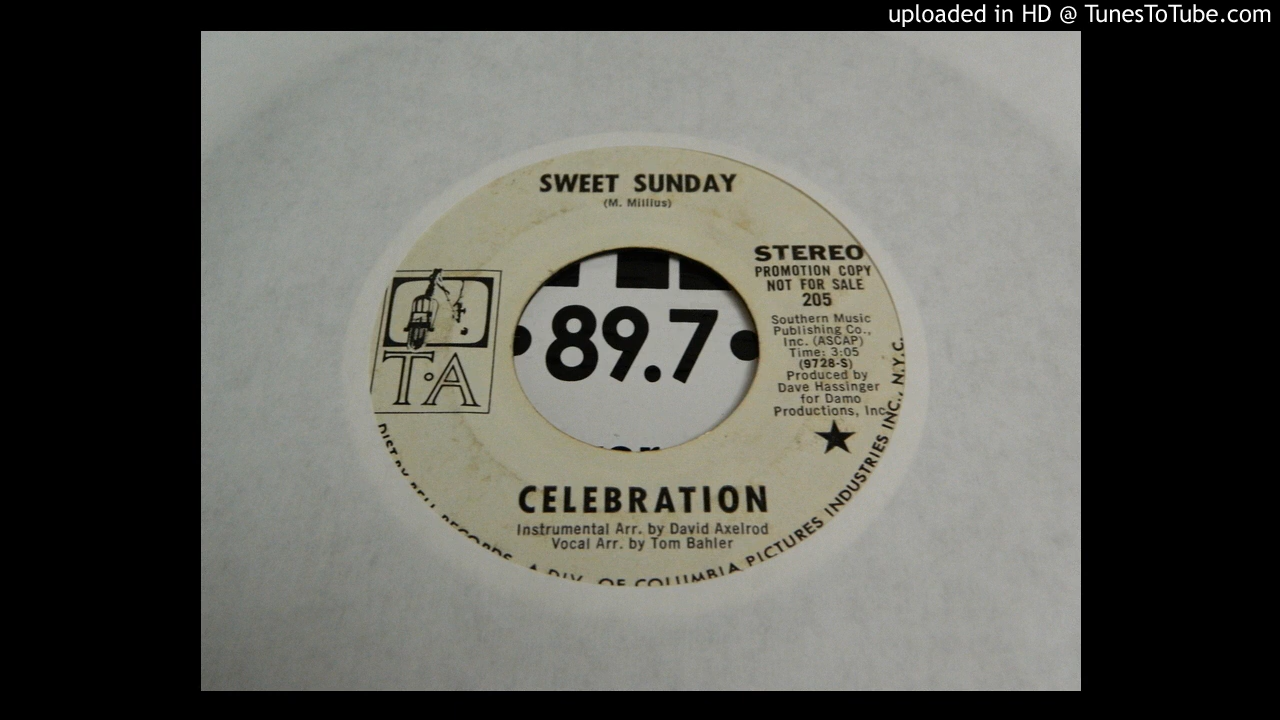 uploaded in HD @ TunesToTube.com
SWEET SUNDAY
(M. Millius)
STEREO
PROMOTION COPY
NOT FOR SALE
205
Southern Music
Publishing Co.,
Inc. (ASCAP)
Time: 3:05
(9728-S)
Produced by
Dave Hassinger
for Damo
Productions, Inc.
T•A
89.7
CELEBRATION
Instrumental Arr. by David Axelrod
Vocal Arr. by Tom Bahler
DIST. BY BELL RECORDS, A DIV. OF COLUMBIA PICTURES INDUSTRIES INC., N.Y.C.